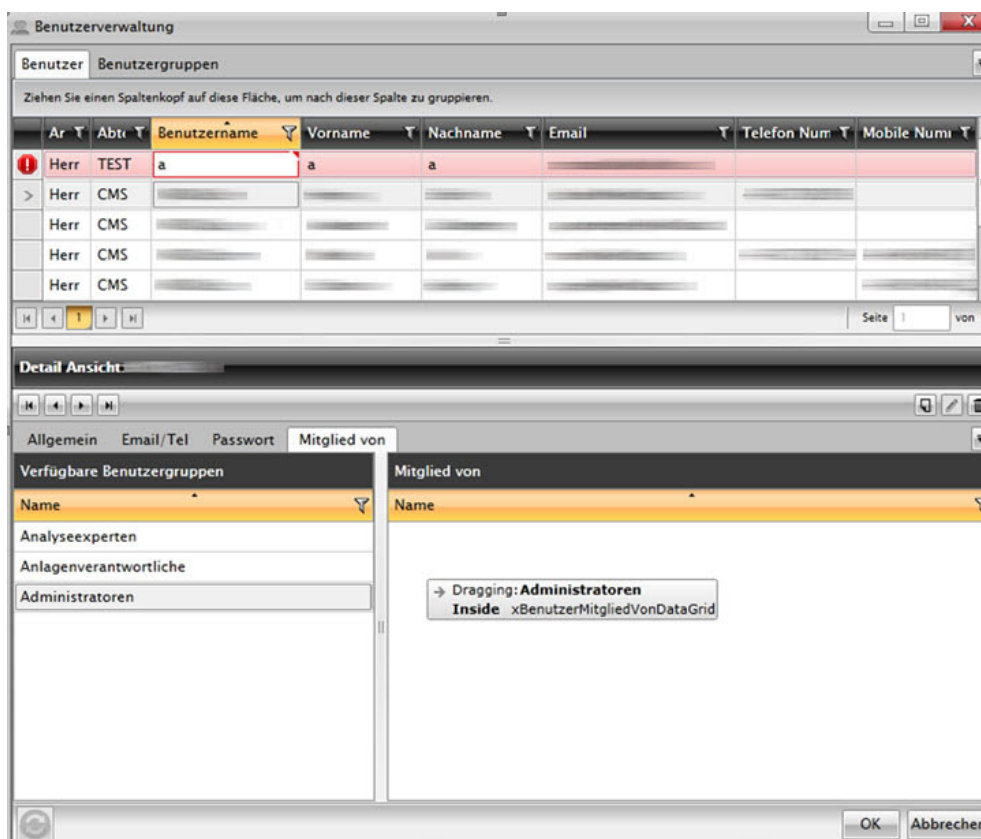 Benutzerverwaltung
Benutzer Benutzergruppen
Ziehen Sie einen Spaltenkopf auf diese Fläche, um nach dieser Spalte zu gruppieren.
Ar Abte Benutzername Vorname Nachname Email Telefon Num Mobile Num
Herr TEST a a a
Herr CMS
Herr CMS
Herr CMS
Herr CMS
1 Seite 1 von
Detail Ansicht:
Allgemein Email/Tel Passwort Mitglied von
Verfügbare Benutzergruppen Mitglied von
Name Name
Analyseexperten
Anlagenverantwortliche
Administratoren
Dragging: Administratoren
Inside xBenutzerMitgliedVonDataGrid
OK Abbrechen